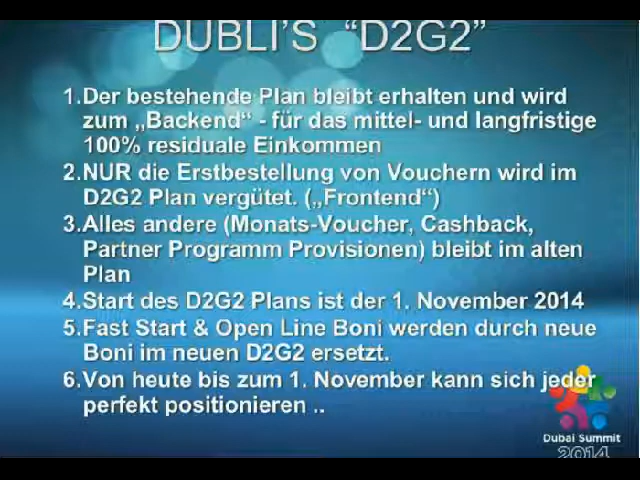 DUBLI'S “D2G2”
1.Der bestehende Plan bleibt erhalten und wird
zum „Backend“ - für das mittel- und langfristige
100% residuale Einkommen
2.NUR die Erstbestellung von Vouchern wird im
D2G2 Plan vergütet. („Frontend“)
3.Alles andere (Monats-Voucher, Cashback,
Partner Programm Provisionen) bleibt im alten
Plan
4.Start des D2G2 Plans ist der 1. November 2014
5.Fast Start & Open Line Boni werden durch neue
Boni im neuen D2G2 ersetzt.
6.Von heute bis zum 1. November kann sich jeder
perfekt positionieren ..
Dubai Summit
2014